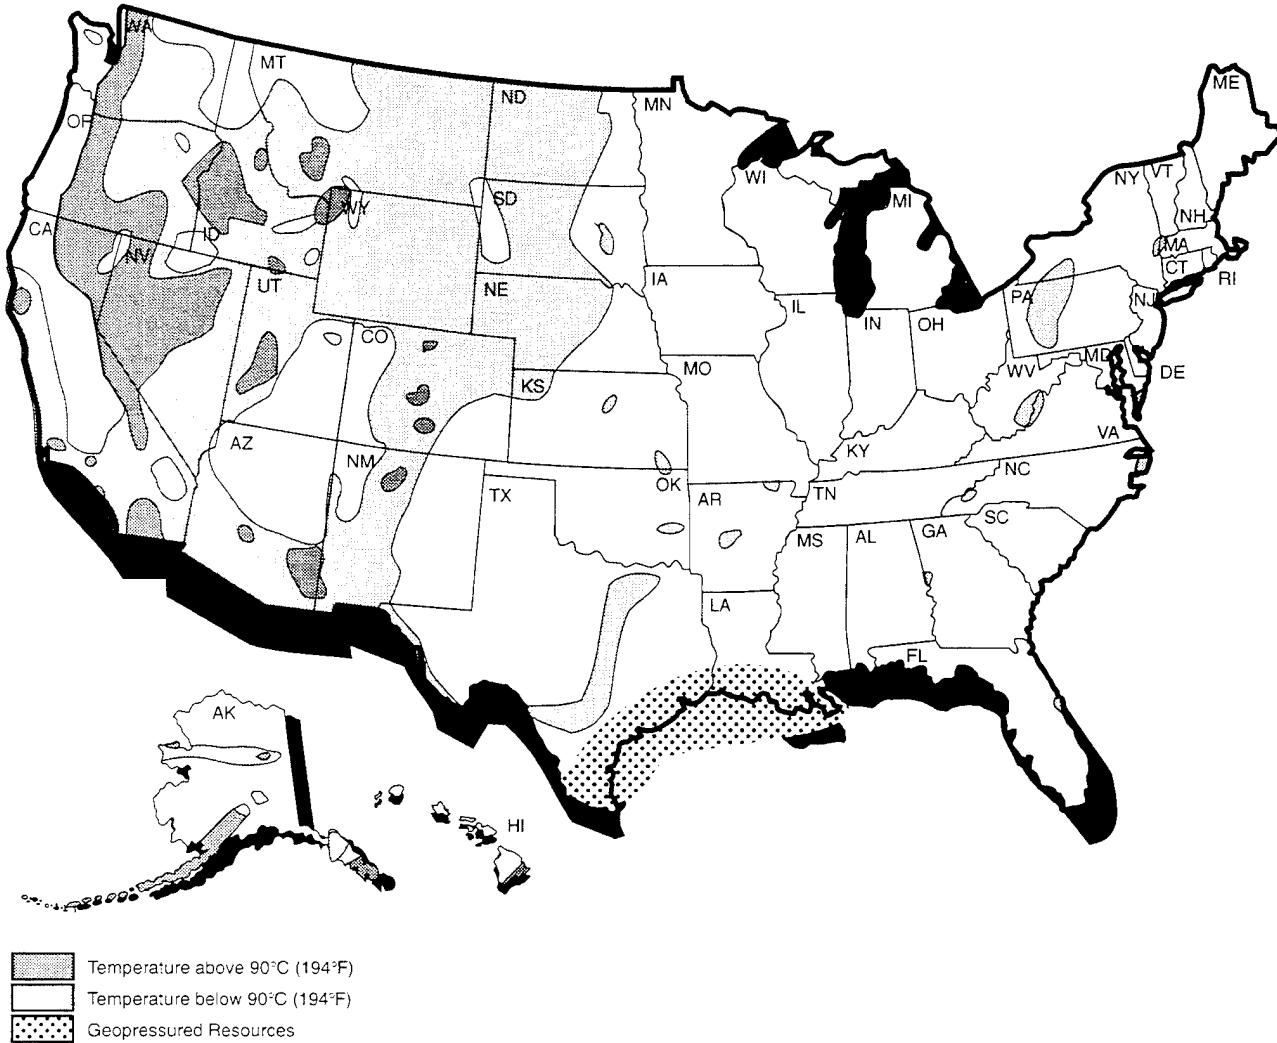 WA
MT
ND
MN
ME
OR
WI
MI
NY
VT
NH
MA
CT
RI
CA
NV
ID
WY
SD
UT
NE
IA
IL
IN
OH
PA
NJ
CO
KS
MO
WV
MD
DE
VA
KY
AZ
NM
TX
OK
AR
TN
NC
SC
MS
AL
GA
LA
FL
AK
HI
Temperature above 90°C (194°F)
Temperature below 90°C (194°F)
Geopressured Resources